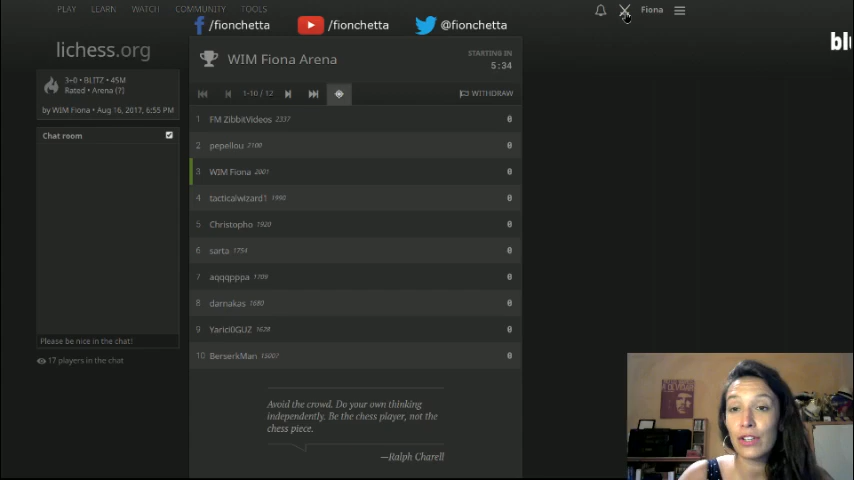 PLAY LEARN WATCH COMMUNITY TOOLS
Fiona
/fionchetta /fionchetta @fionchetta
lichess.org
3+0 • BLITZ • 45M
Rated • Arena (7)
by WIM Fiona • Aug 16, 2017, 6:55 PM
Chat room
Please be nice in the chat!
17 players in the chat
WIM Fiona Arena
STARTING IN
5:34
1-10 / 12
WITHDRAW
1 FM ZibbitVideos 2337 0
2 pepellou 2100 0
3 WIM Fiona 2001 0
4 tacticalwizard1 1990 0
5 Christopho 1920 0
6 sarta 1794 0
7 aqqqpppa 1709 0
8 darnakas 1680 0
9 Yarici0GUZ 1628 0
10 BerserkMan 0
Avoid the crowd. Do your own thinking
independently. Be the chess player, not the
chess piece.
—Ralph Charell